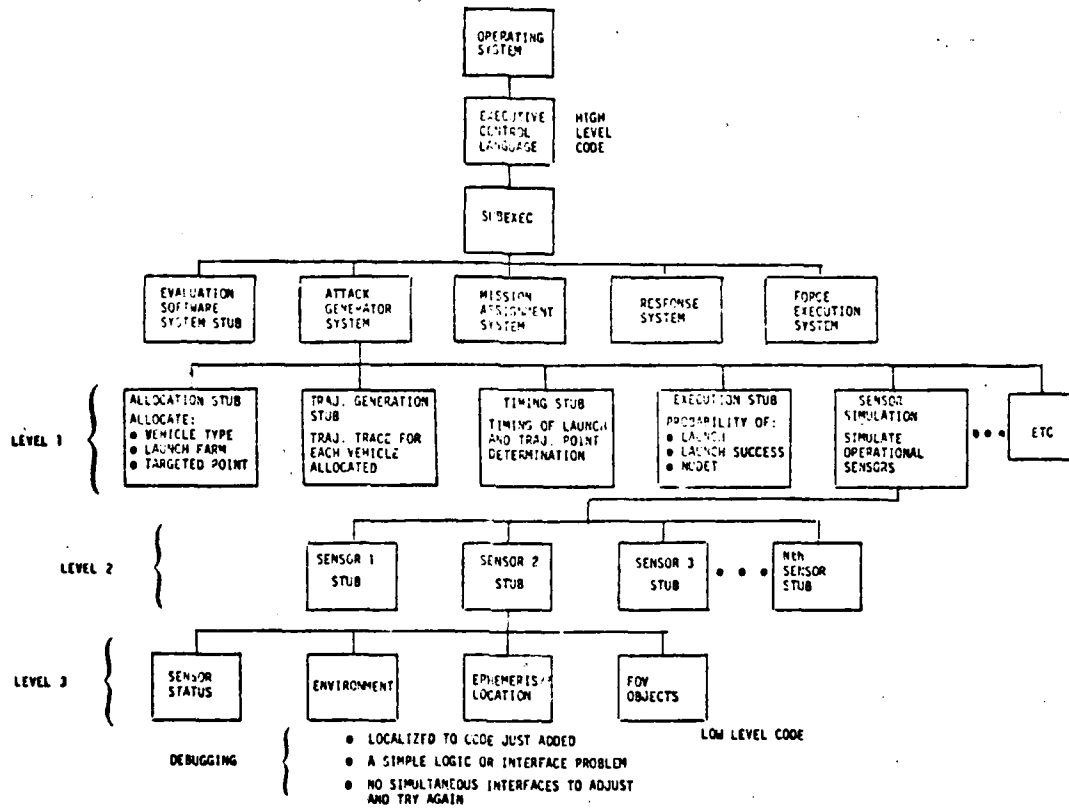 OPERATING
SYSTEM
EXECUTIVE
CONTROL
LANGUAGE
HIGH
LEVEL
CODE
SUBEXEC
EVALUATION
SOFTWARE
SYSTEM STUB
ATTACK
GENERATOR
SYSTEM
MISSION
ASSIGNMENT
SYSTEM
RESPONSE
SYSTEM
FORCE
EXECUTION
SYSTEM
LEVEL 1
ALLOCATION STUB
ALLOCATE:
● VEHICLE TYPE
● LAUNCH FARM
● TARGETED POINT
TRAJ. GENERATION
STUB
TRAJ. TRACE FOR
EACH VEHICLE
ALLOCATED
TIMING STUB
TIMING OF LAUNCH
AND TRAJ. POINT
DETERMINATION
EXECUTION STUB
PROBABILITY OF:
● LAUNCH
● LAUNCH SUCCESS
● NUDET
SENSOR
SIMULATION
SIMULATE
OPERATIONAL
SENSORS
● ● ●
ETC
LEVEL 2
SENSOR 1
STUB
SENSOR 2
STUB
SENSOR 3
STUB
● ● ●
Nth
SENSOR
STUB
LEVEL 3
SENSOR
STATUS
ENVIRONMENT
EPHEMERIS/
LOCATION
FOV
OBJECTS
LOW LEVEL CODE
DEBUGGING
● LOCALIZED TO CODE JUST ADDED
● A SIMPLE LOGIC OR INTERFACE PROBLEM
● NO SIMULTANEOUS INTERFACES TO ADJUST
AND TRY AGAIN